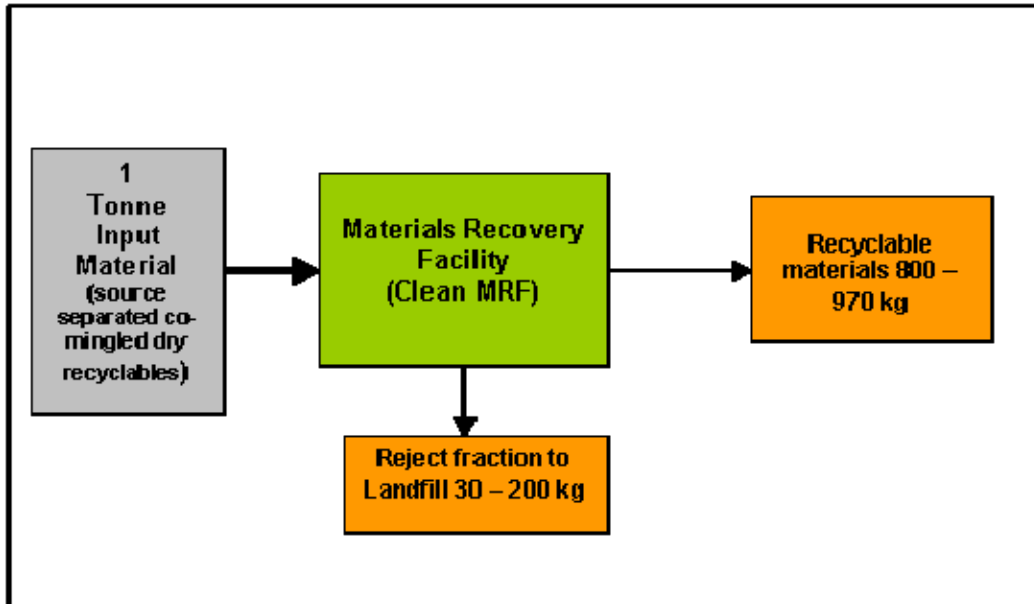 1
Tonne
Input
Material
(source
separated co-
mingled dry
recyclables)
Materials Recovery
Facility
(Clean MRF)
Recyclable
materials 800 –
970 kg
Reject fraction to
Landfill 30 – 200 kg